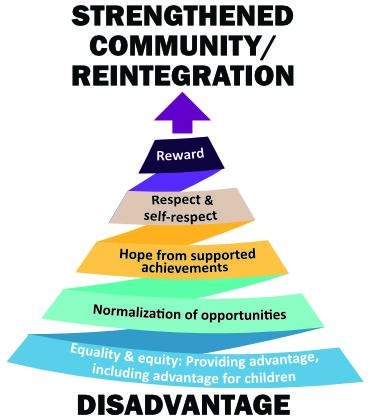 STRENGTHENED
COMMUNITY/
REINTEGRATION
Reward
Respect &
self-respect
Hope from supported
achievements
Normalization of opportunities
Equality & equity: Providing advantage,
including advantage for children
DISADVANTAGE